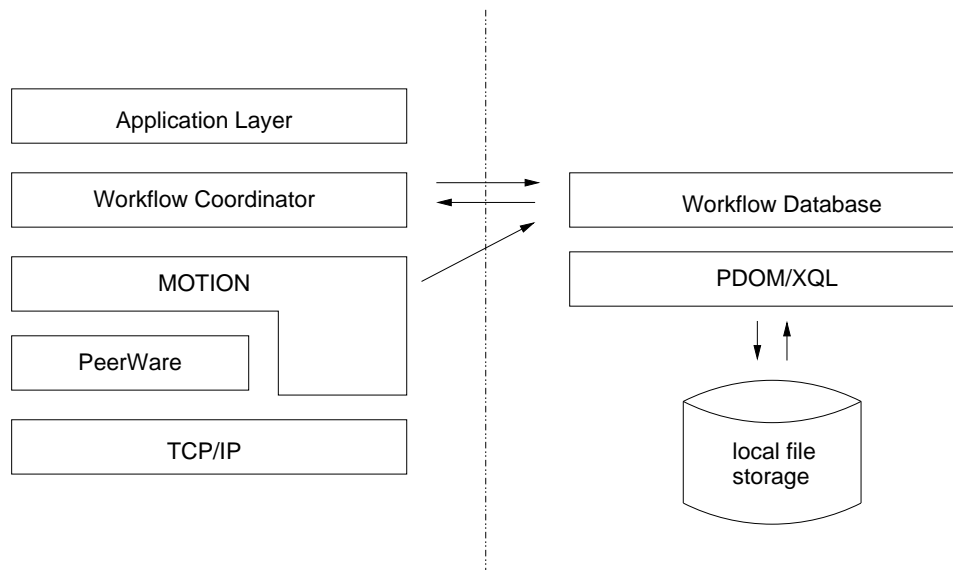 Application Layer
Workflow Coordinator
MOTION
PeerWare
TCP/IP
Workflow Database
PDOM/XQL
local file
storage